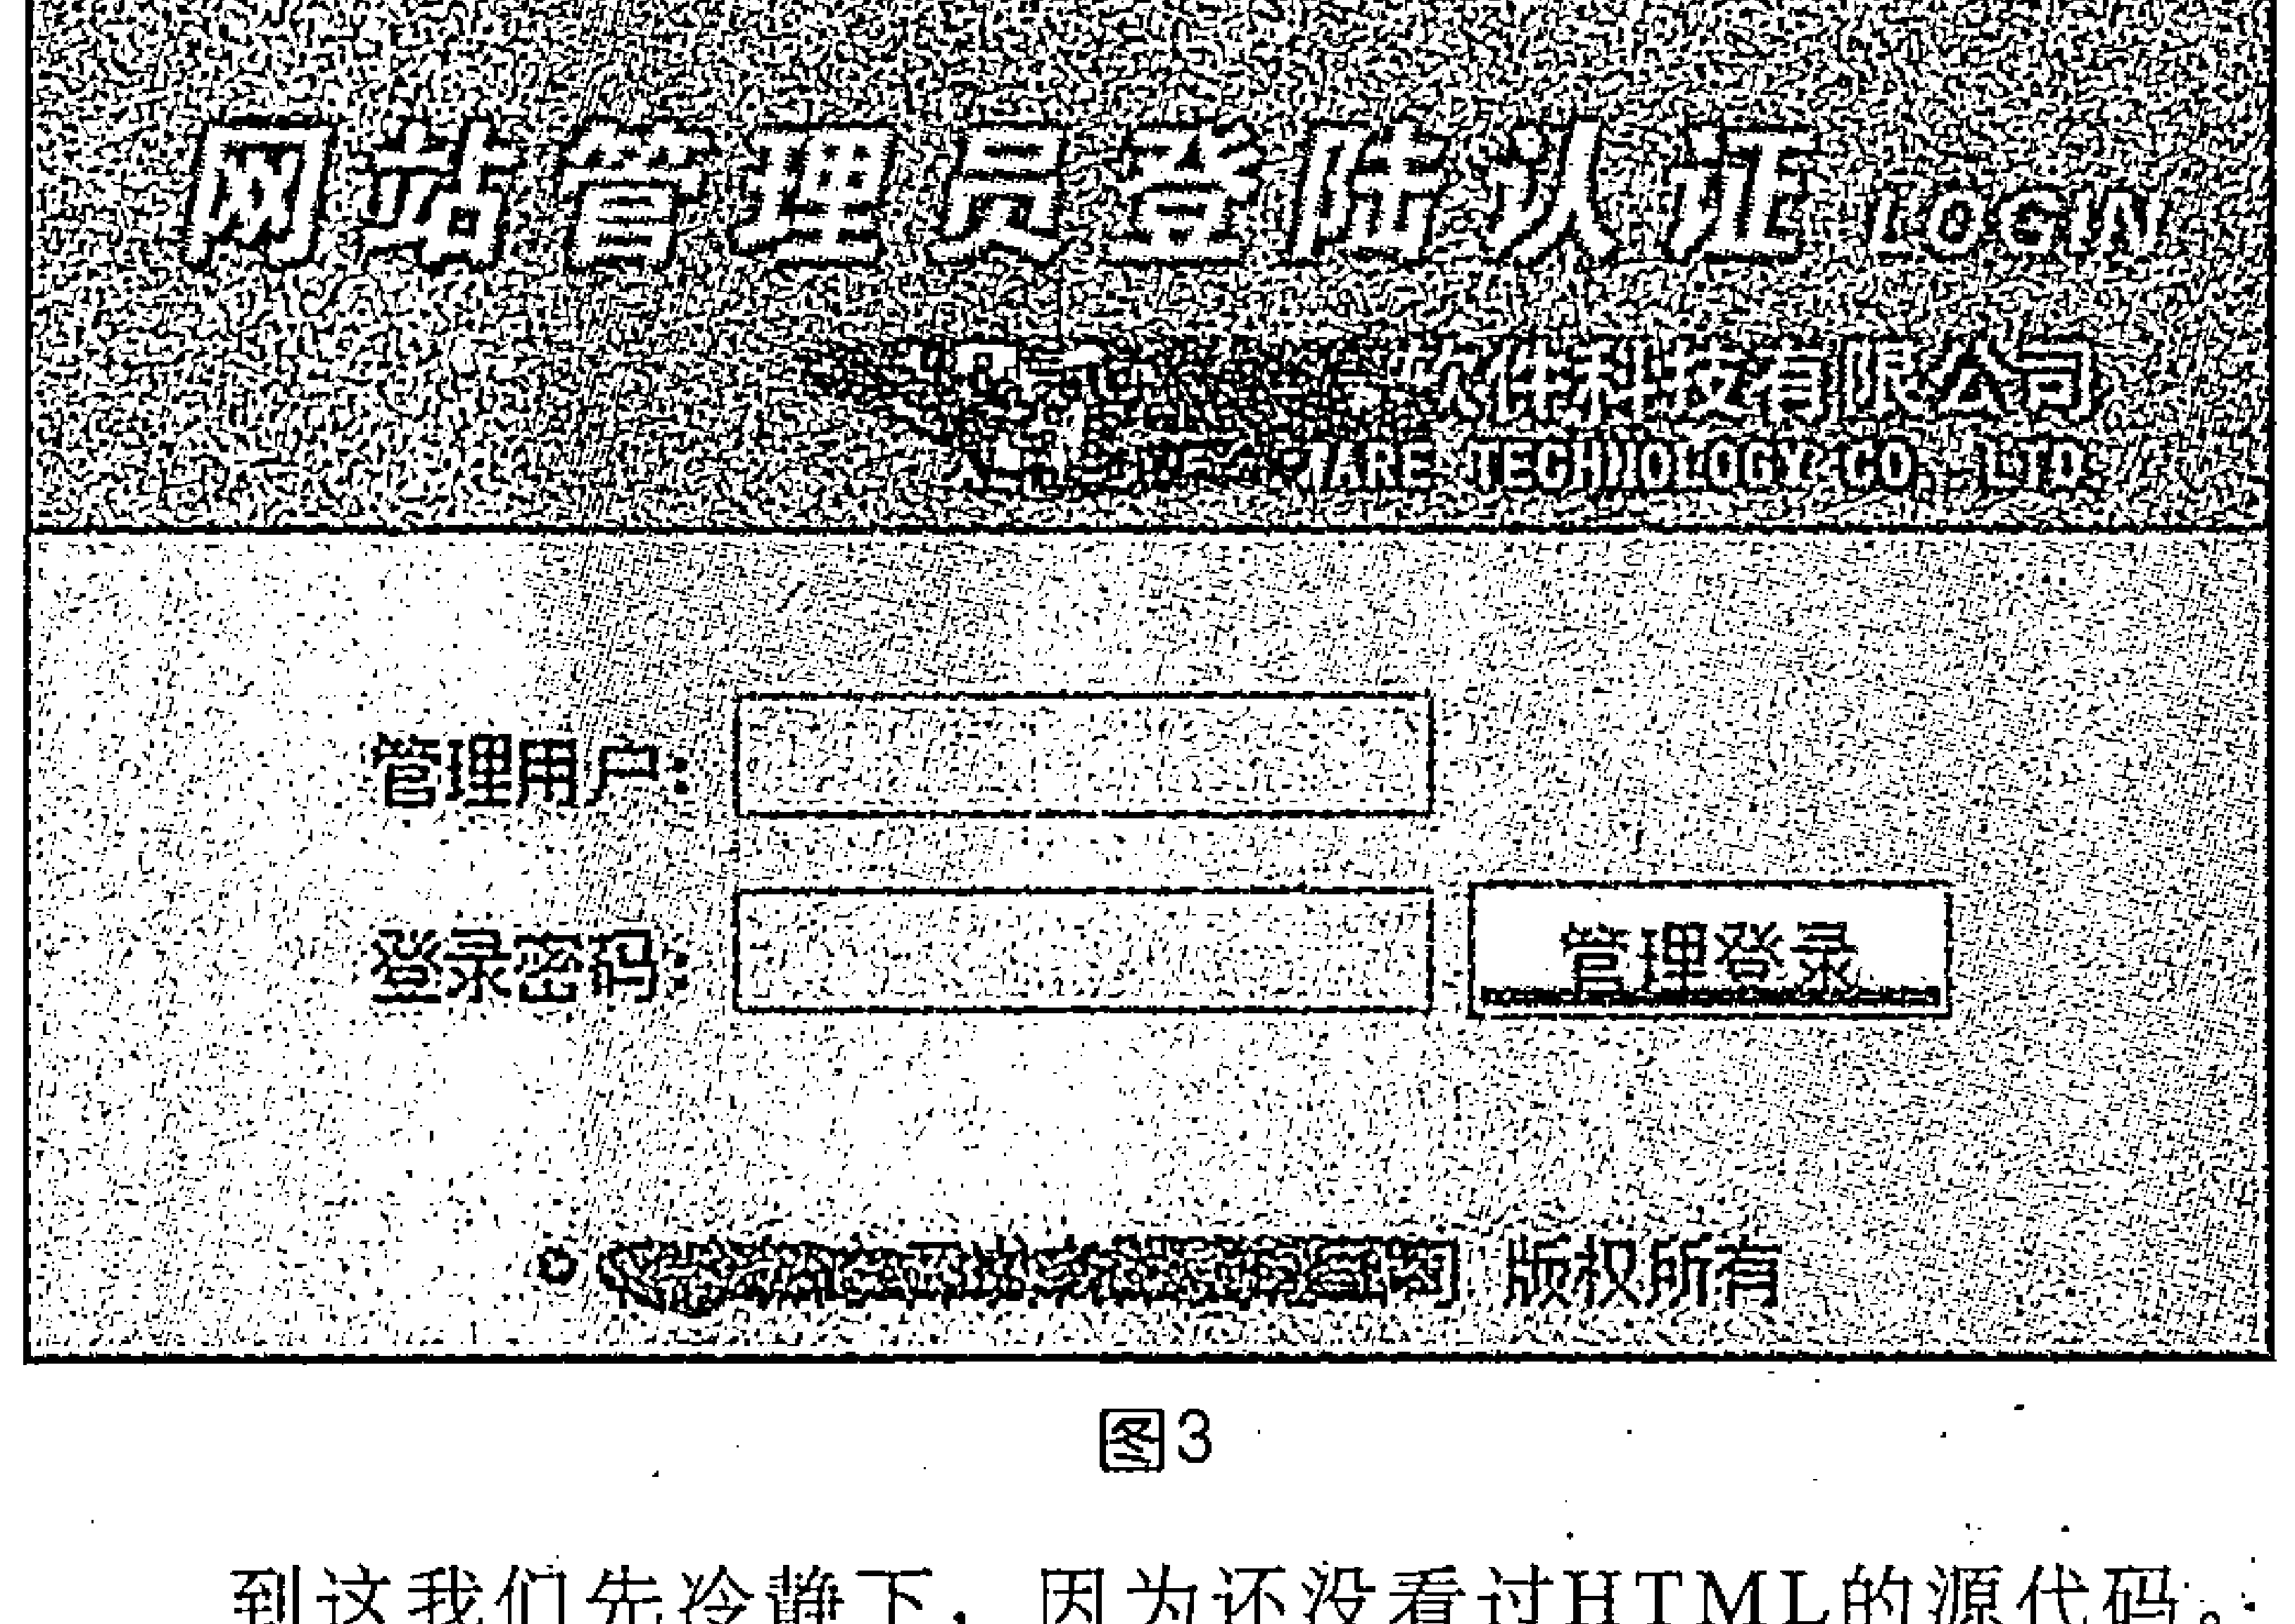 网站管理员登陆认证 LOGIN
软件科技有限公司
TECHNOLOGY CO., LTD.
管理用户:
登录密码:
管理登录
版权所有
图3
到这我们先冷静下，因为还没看过HTML的源代码。